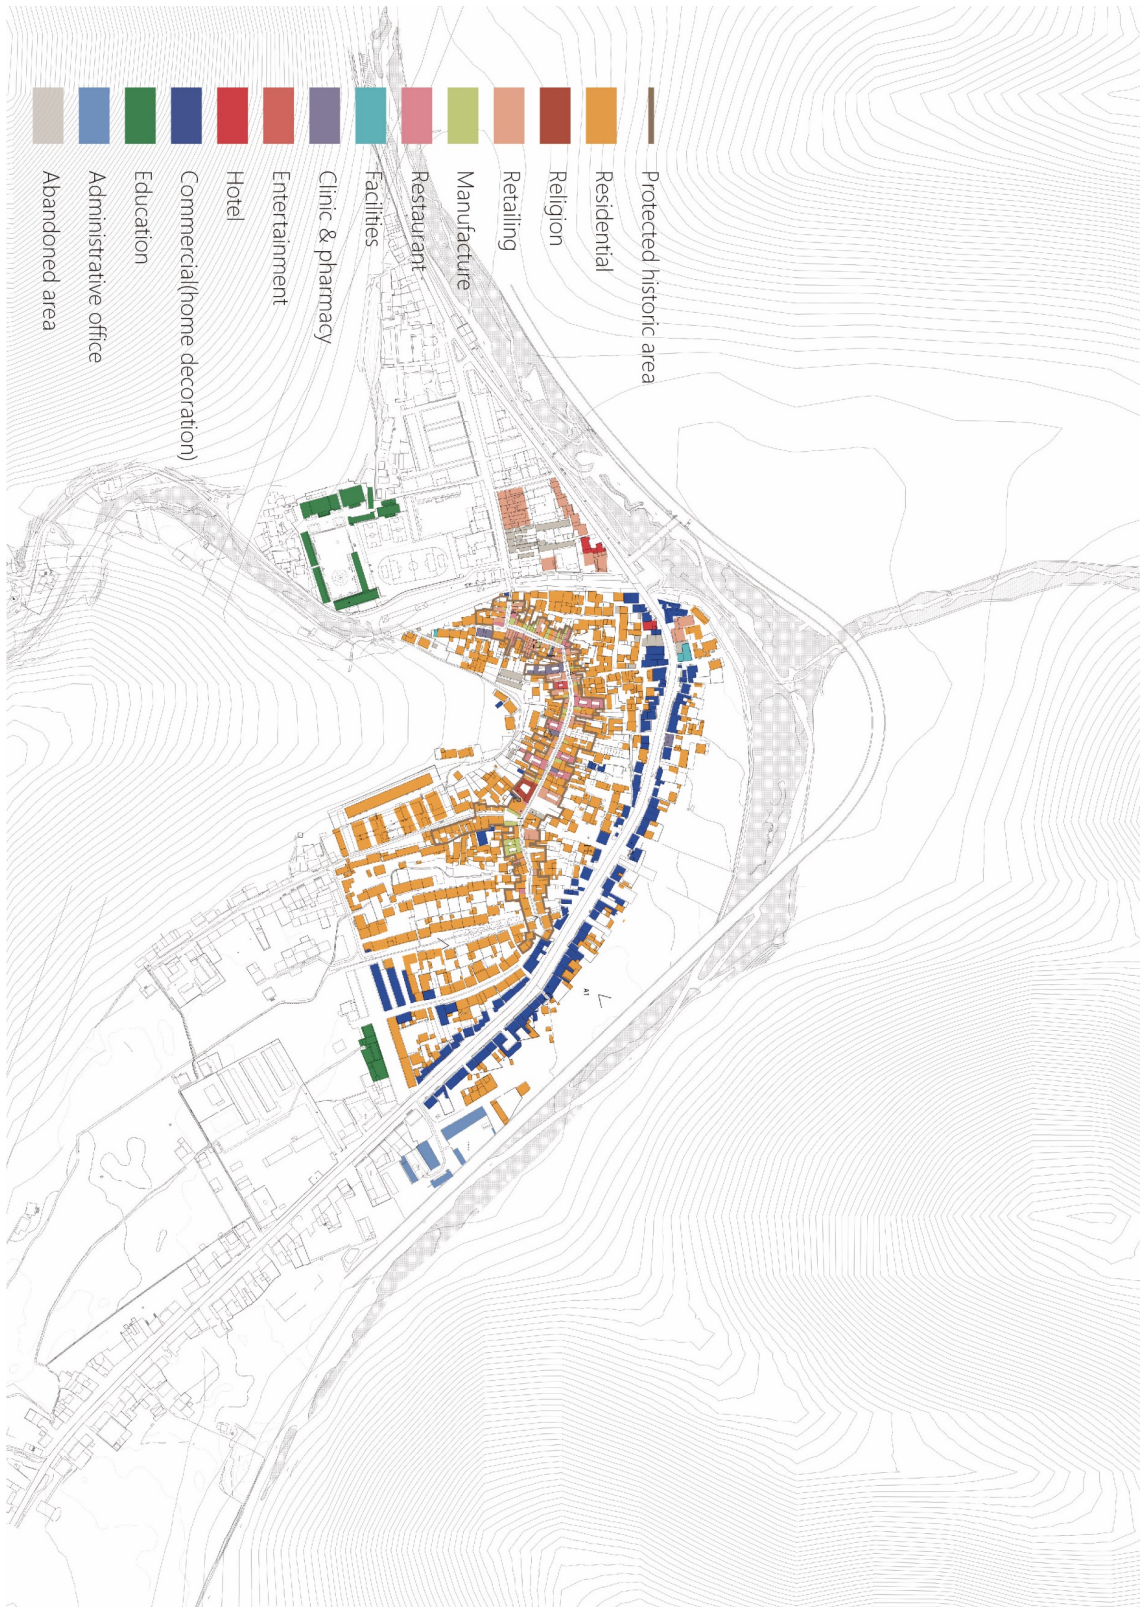 Protected historic area
Residential
Religion
Retailing
Manufacture
Restaurant
Facilities
Clinic & pharmacy
Entertainment
Hotel
Commercial(home decoration)
Education
Administrative office
Abandoned area
A1